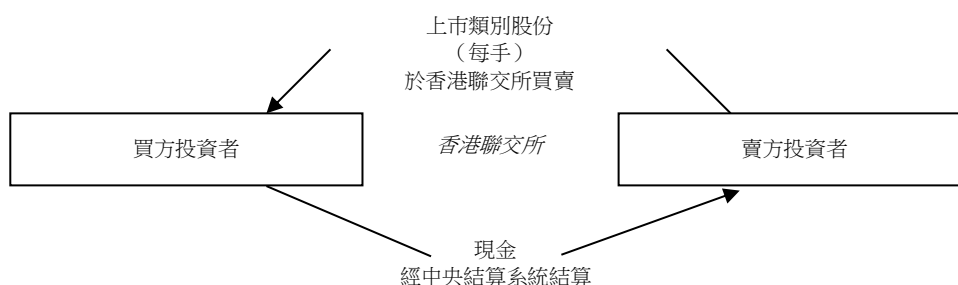 上市類別股份
（每手）
於香港聯交所買賣
買方投資者
香港聯交所
賣方投資者
現金
經中央結算系統結算